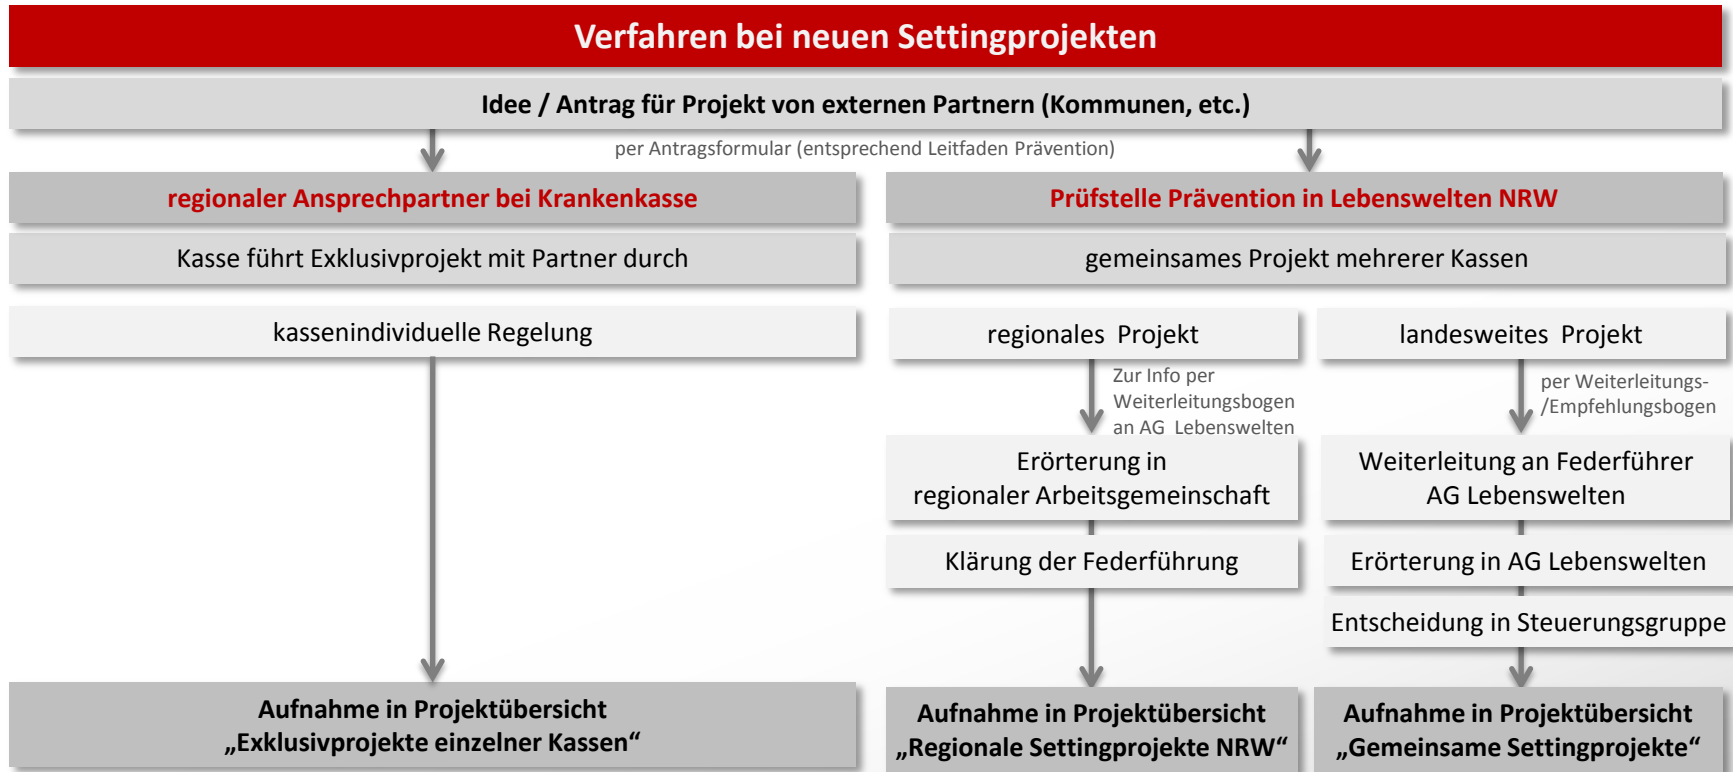 Verfahren bei neuen Settingprojekten
Idee / Antrag für Projekt von externen Partnern (Kommunen, etc.)
per Antragsformular (entsprechend Leitfaden Prävention)
regionaler Ansprechpartner bei Krankenkasse
Kasse führt Exklusivprojekt mit Partner durch
kassenindividuelle Regelung
Aufnahme in Projektübersicht
„Exklusivprojekte einzelner Kassen“
Prüfstelle Prävention in Lebenswelten NRW
gemeinsames Projekt mehrerer Kassen
regionales Projekt
Zur Info per
Weiterleitungsbogen
an AG Lebenswelten
Erörterung in
regionaler Arbeitsgemeinschaft
Klärung der Federführung
Aufnahme in Projektübersicht
„Regionale Settingprojekte NRW“
landesweites Projekt
per Weiterleitungs-
/Empfehlungsbogen
Weiterleitung an Federführer
AG Lebenswelten
Erörterung in AG Lebenswelten
Entscheidung in Steuerungsgruppe
Aufnahme in Projektübersicht
„Gemeinsame Settingprojekte“